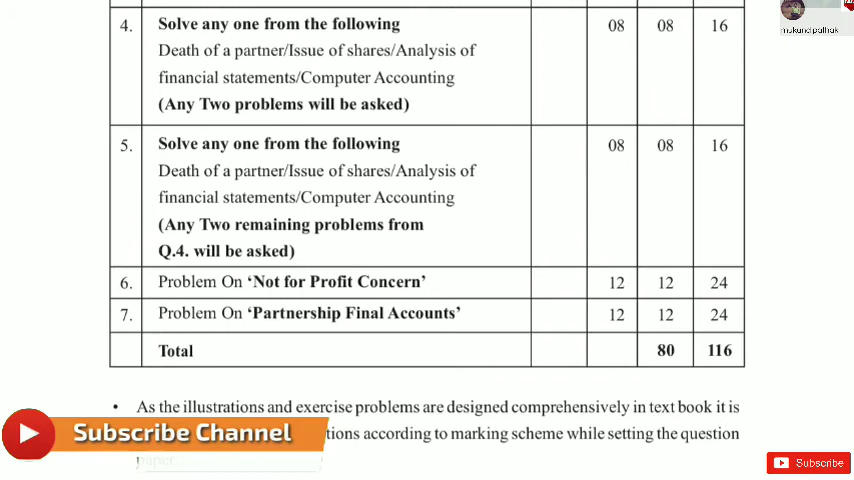 mukund pathak
4. Solve any one from the following 08 08 16
Death of a partner/Issue of shares/Analysis of
financial statements/Computer Accounting
(Any Two problems will be asked)
5. Solve any one from the following 08 08 16
Death of a partner/Issue of shares/Analysis of
financial statements/Computer Accounting
(Any Two remaining problems from
Q.4. will be asked)
6. Problem On ‘Not for Profit Concern’ 12 12 24
7. Problem On ‘Partnership Final Accounts’ 12 12 24
Total 80 116
• As the illustrations and exercise problems are designed comprehensively in text book it is
tions according to marking scheme while setting the question
paper
Subscribe Channel
Subscribe